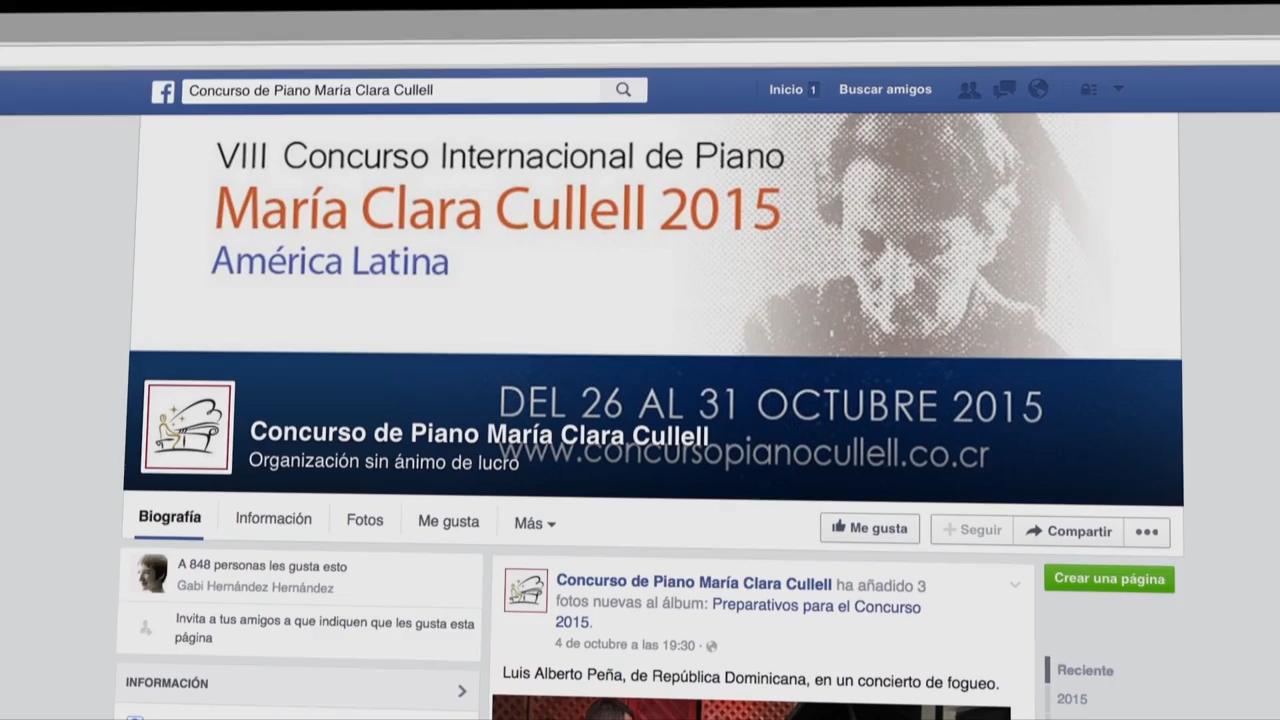 Concurso de Piano María Clara Cullell
Inicio 1
Buscar amigos
VIII Concurso Internacional de Piano
María Clara Cullell 2015
América Latina
DEL 26 AL 31 OCTUBRE 2015
www.concursopianocullell.co.cr
Concurso de Piano María Clara Cullell
Organización sin ánimo de lucro
Biografía
Información
Fotos
Me gusta
Más
Me gusta
Seguir
Compartir
A 848 personas les gusta esto
Gabi Hernández Hernández
Invita a tus amigos a que indiquen que les gusta esta
página
INFORMACIÓN
Concurso de Piano María Clara Cullell ha añadido 3
fotos nuevas al álbum: Preparativos para el Concurso
2015.
4 de octubre a las 19:30 ·
Luis Alberto Peña, de República Dominicana, en un concierto de fogueo.
Crear una página
Reciente
2015